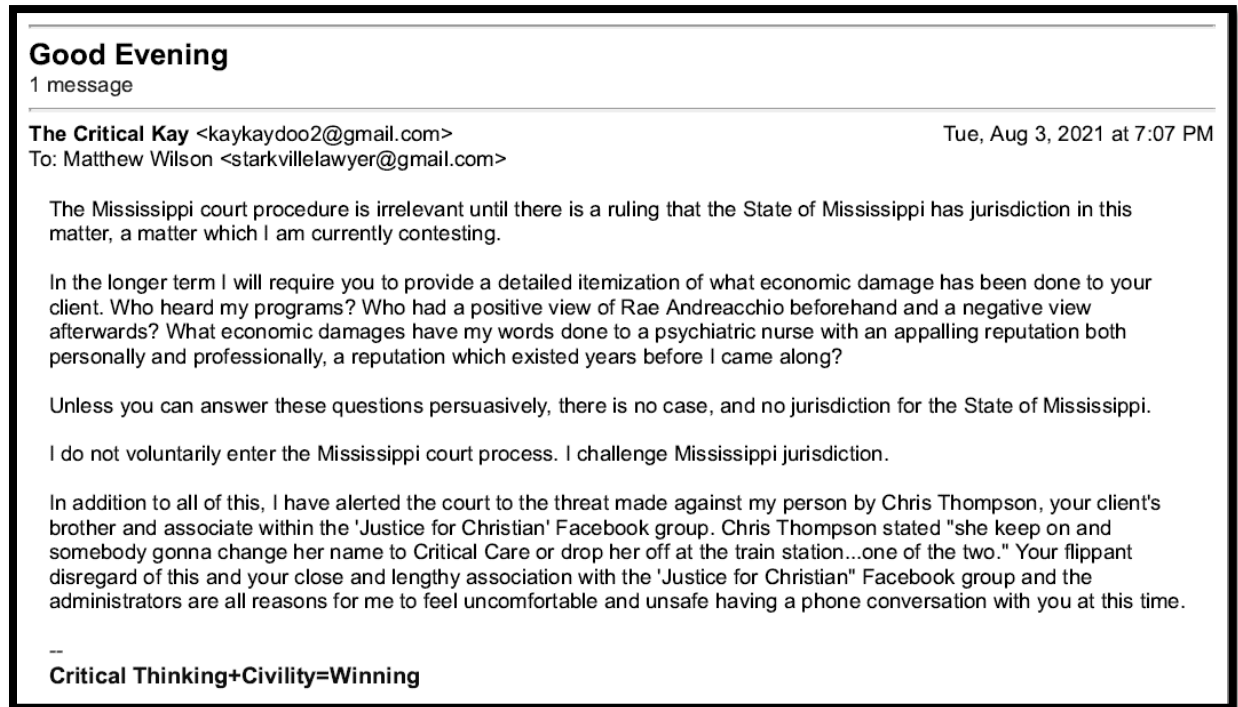 Good Evening
1 message
The Critical Kay <kaykaydoo2@gmail.com> Tue, Aug 3, 2021 at 7:07 PM
To: Matthew Wilson <starkvillelawyer@gmail.com>
The Mississippi court procedure is irrelevant until there is a ruling that the State of Mississippi has jurisdiction in this
matter, a matter which I am currently contesting.
In the longer term I will require you to provide a detailed itemization of what economic damage has been done to your
client. Who heard my programs? Who had a positive view of Rae Andreacchio beforehand and a negative view
afterwards? What economic damages have my words done to a psychiatric nurse with an appalling reputation both
personally and professionally, a reputation which existed years before I came along?
Unless you can answer these questions persuasively, there is no case, and no jurisdiction for the State of Mississippi.
I do not voluntarily enter the Mississippi court process. I challenge Mississippi jurisdiction.
In addition to all of this, I have alerted the court to the threat made against my person by Chris Thompson, your client's
brother and associate within the 'Justice for Christian' Facebook group. Chris Thompson stated "she keep on and
somebody gonna change her name to Critical Care or drop her off at the train station...one of the two." Your flippant
disregard of this and your close and lengthy association with the 'Justice for Christian" Facebook group and the
administrators are all reasons for me to feel uncomfortable and unsafe having a phone conversation with you at this time.
--
Critical Thinking+Civility=Winning